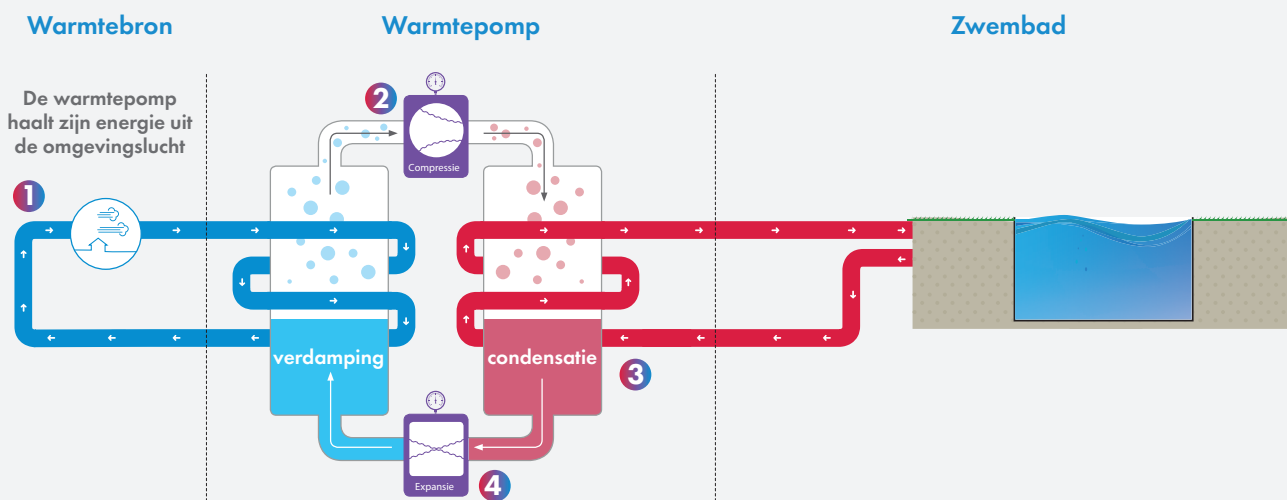 Warmtebron
Warmtepomp
Zwembad
De warmtepomp
haalt zijn energie uit
de omgevingslucht
1
2
Compressie
verdamping
condensatie
3
Expansie
4